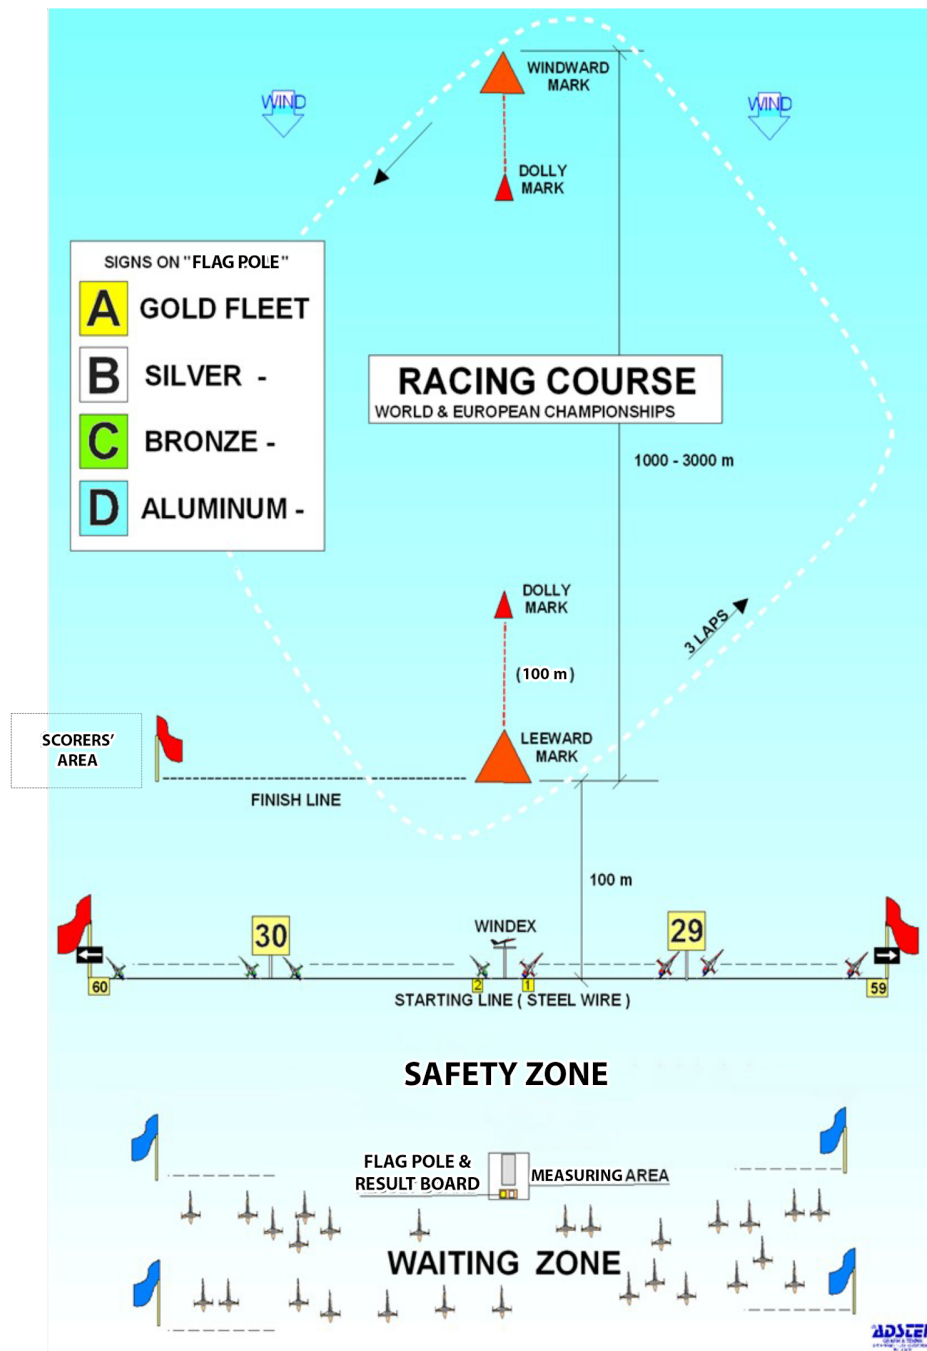 WINDWARD
MARK
WIND
WIND
DOLLY
MARK
SIGNS ON "FLAG POLE"
A GOLD FLEET
B SILVER -
C BRONZE -
D ALUMINUM -
RACING COURSE
WORLD & EUROPEAN CHAMPIONSHIPS
1000 - 3000 m
DOLLY
MARK
3 LAPS
(100 m)
SCORERS'
AREA
LEEWARD
MARK
FINISH LINE
100 m
30
WINDEX
29
60
2
1
59
STARTING LINE ( STEEL WIRE )
SAFETY ZONE
FLAG POLE &
RESULT BOARD
MEASURING AREA
WAITING ZONE